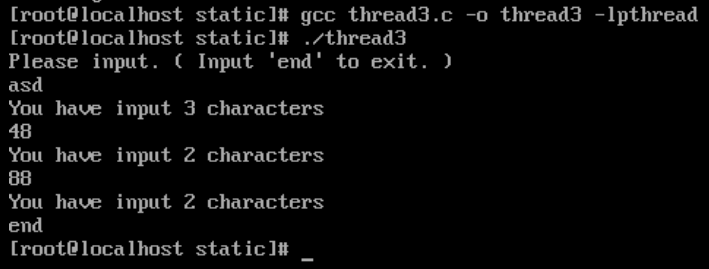 [root@localhost static]# gcc thread3.c -o thread3 -lpthread
[root@localhost static]# ./thread3
Please input. ( Input 'end' to exit. )
asd
You have input 3 characters
48
You have input 2 characters
88
You have input 2 characters
end
[root@localhost static]# _